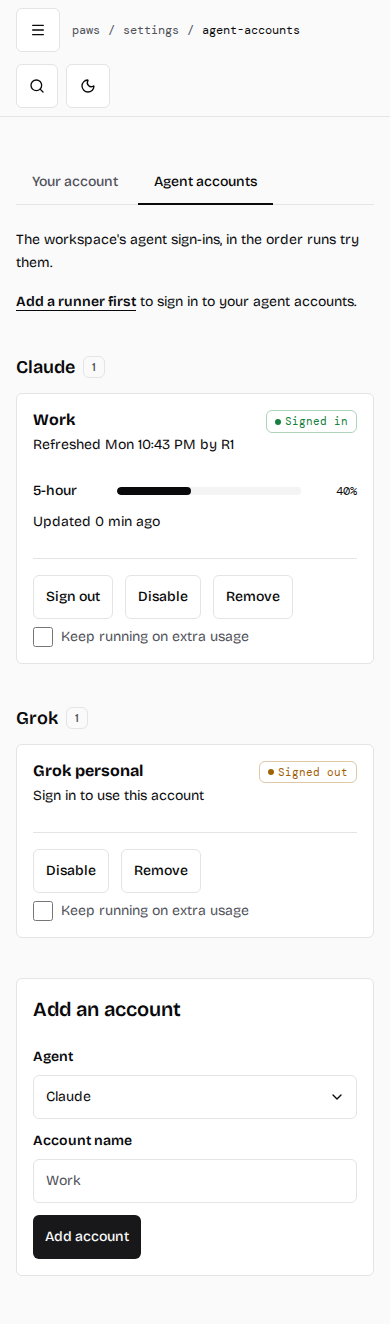 paws / settings / agent-accounts
Your account
Agent accounts
The workspace's agent sign-ins, in the order runs try
them.
Add a runner first to sign in to your agent accounts.
Claude 1
Work
Signed in
Refreshed Mon 10:43 PM by R1
5-hour
40%
Updated 0 min ago
Sign out
Disable
Remove
Keep running on extra usage
Grok 1
Grok personal
Signed out
Sign in to use this account
Disable
Remove
Keep running on extra usage
Add an account
Agent
Claude
Account name
Work
Add account